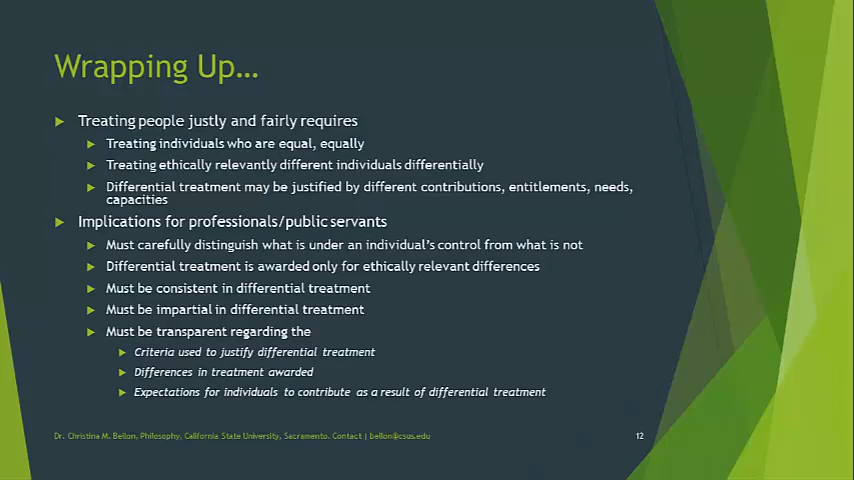 Wrapping Up…
Treating people justly and fairly requires
Treating individuals who are equal, equally
Treating ethically relevantly different individuals differentially
Differential treatment may be justified by different contributions, entitlements, needs,
capacities
Implications for professionals/public servants
Must carefully distinguish what is under an individual's control from what is not
Differential treatment is awarded only for ethically relevant differences
Must be consistent in differential treatment
Must be impartial in differential treatment
Must be transparent regarding the
Criteria used to justify differential treatment
Differences in treatment awarded
Expectations for individuals to contribute as a result of differential treatment
Dr. Christina M. Bellon, Philosophy, California State University, Sacramento. Contact | bellon@csus.edu
12